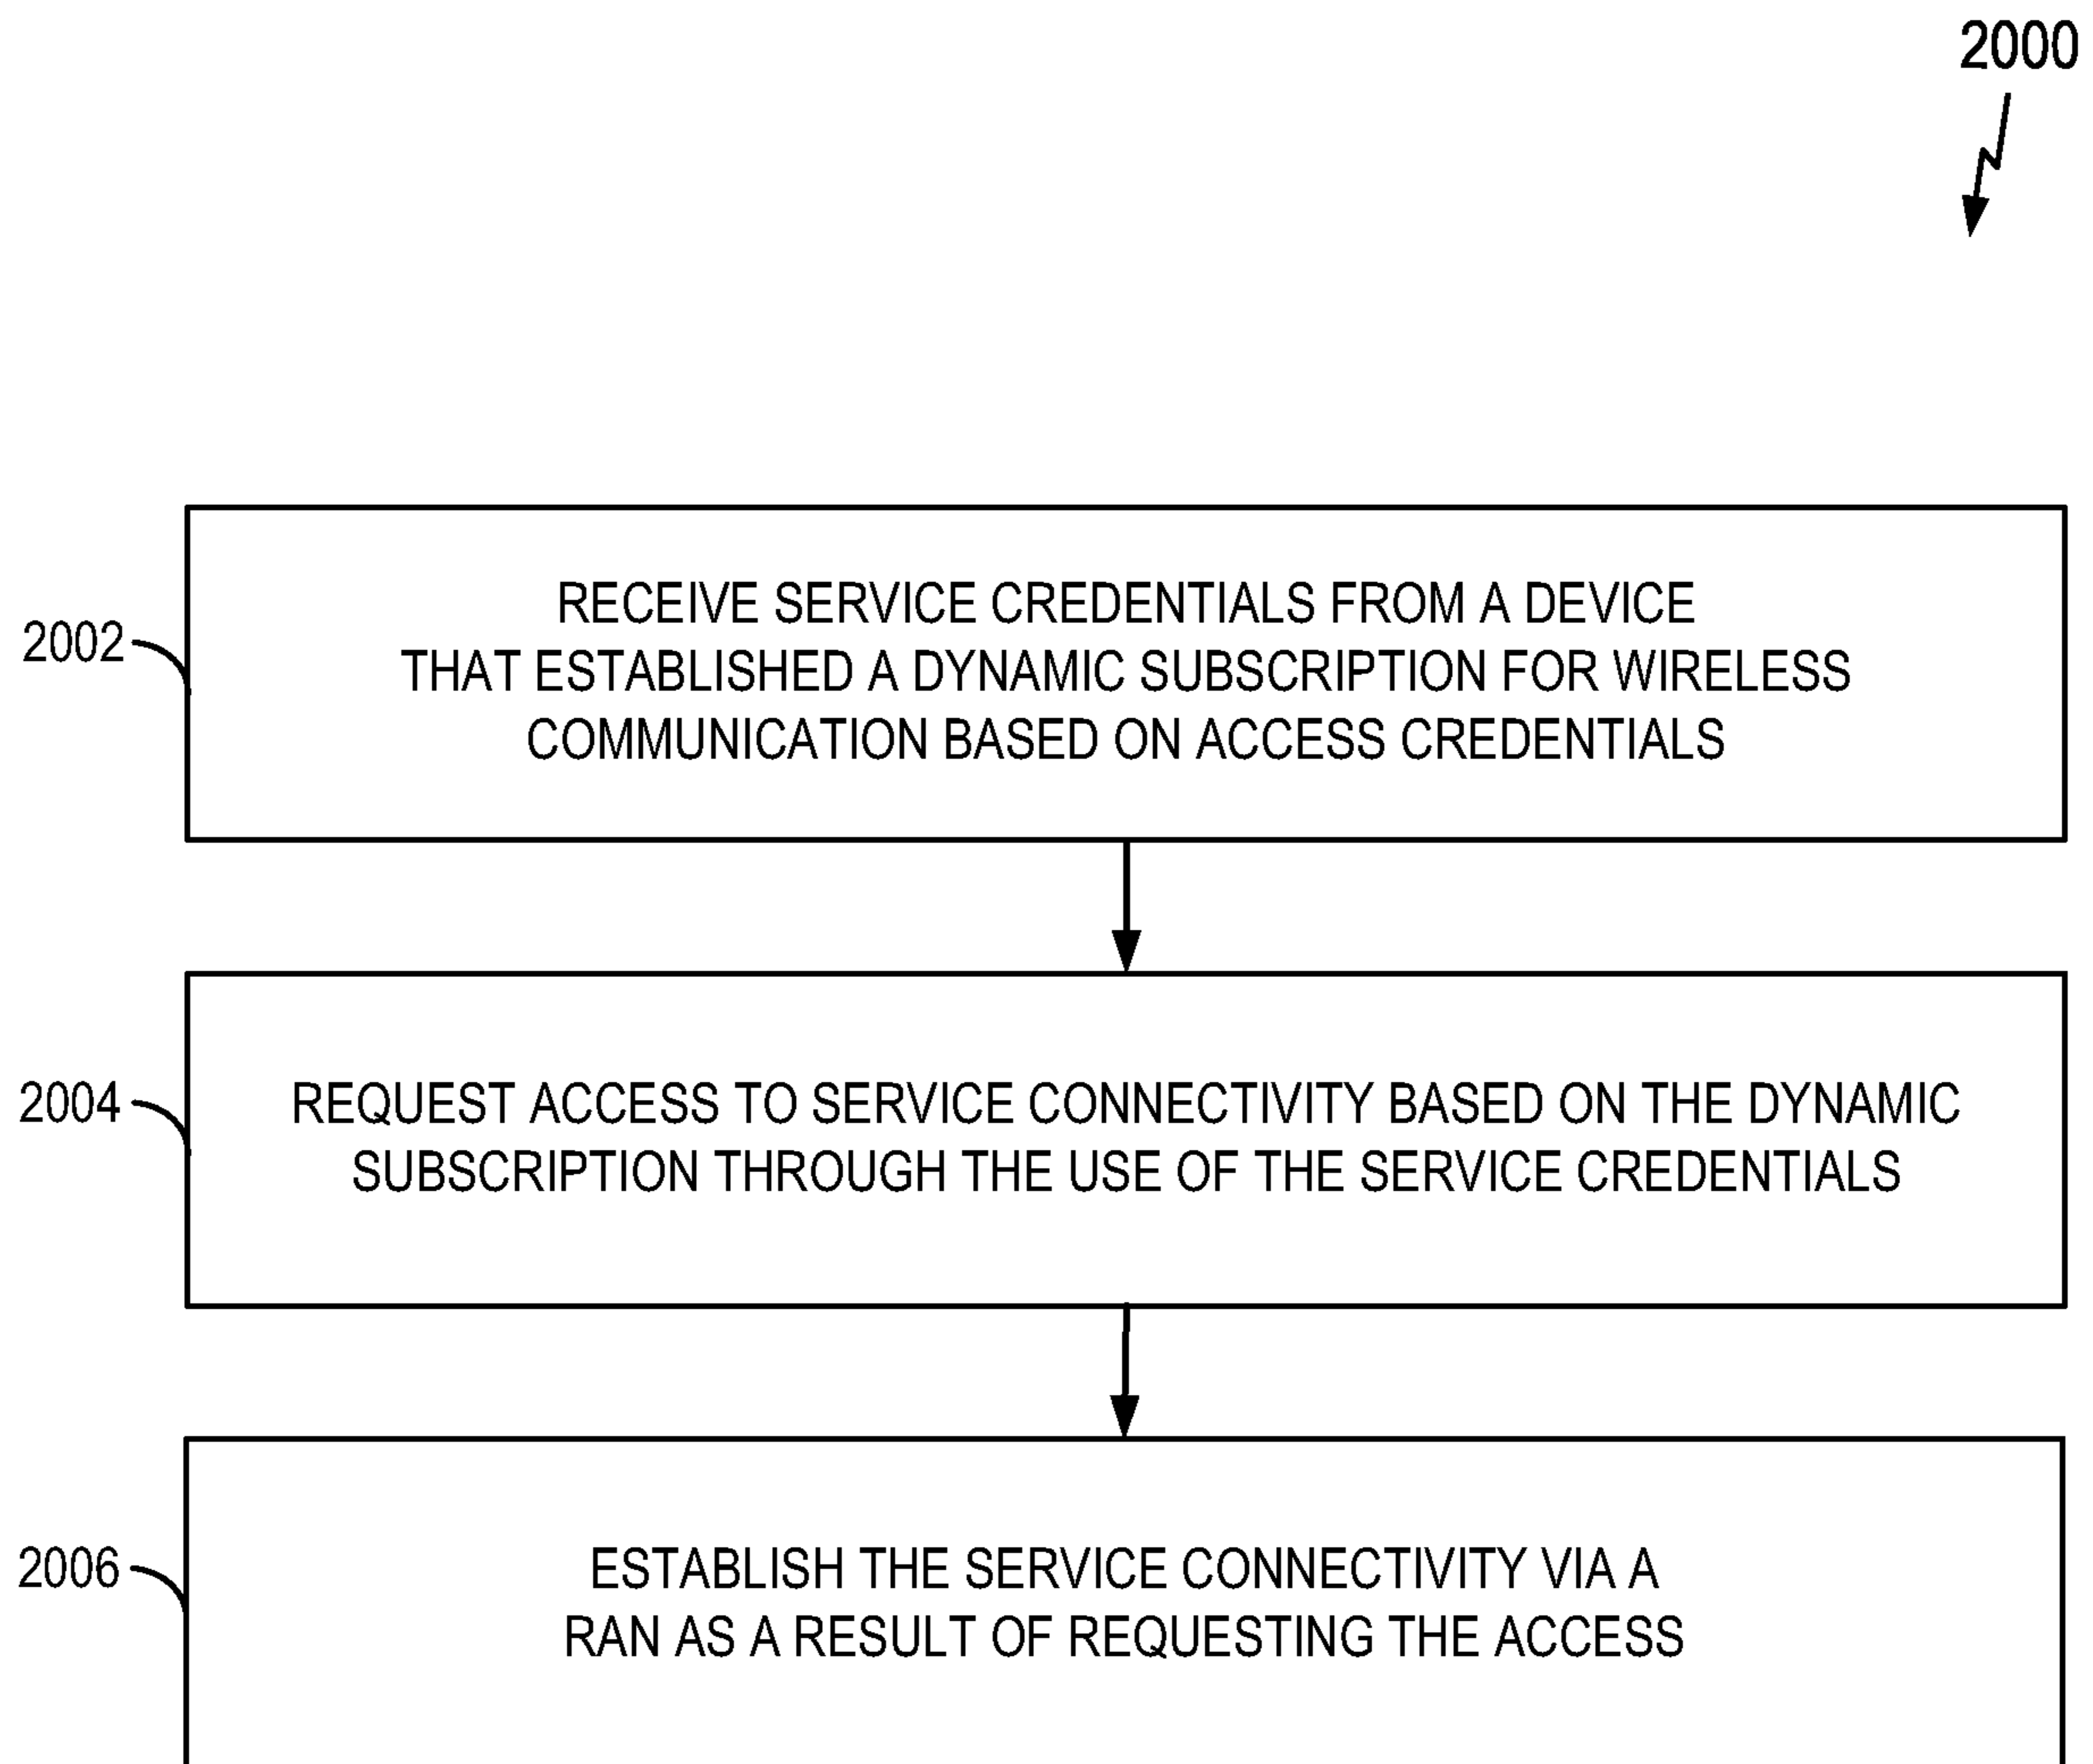 2000
2002
RECEIVE SERVICE CREDENTIALS FROM A DEVICE
THAT ESTABLISHED A DYNAMIC SUBSCRIPTION FOR WIRELESS
COMMUNICATION BASED ON ACCESS CREDENTIALS
2004
REQUEST ACCESS TO SERVICE CONNECTIVITY BASED ON THE DYNAMIC
SUBSCRIPTION THROUGH THE USE OF THE SERVICE CREDENTIALS
2006
ESTABLISH THE SERVICE CONNECTIVITY VIA A
RAN AS A RESULT OF REQUESTING THE ACCESS